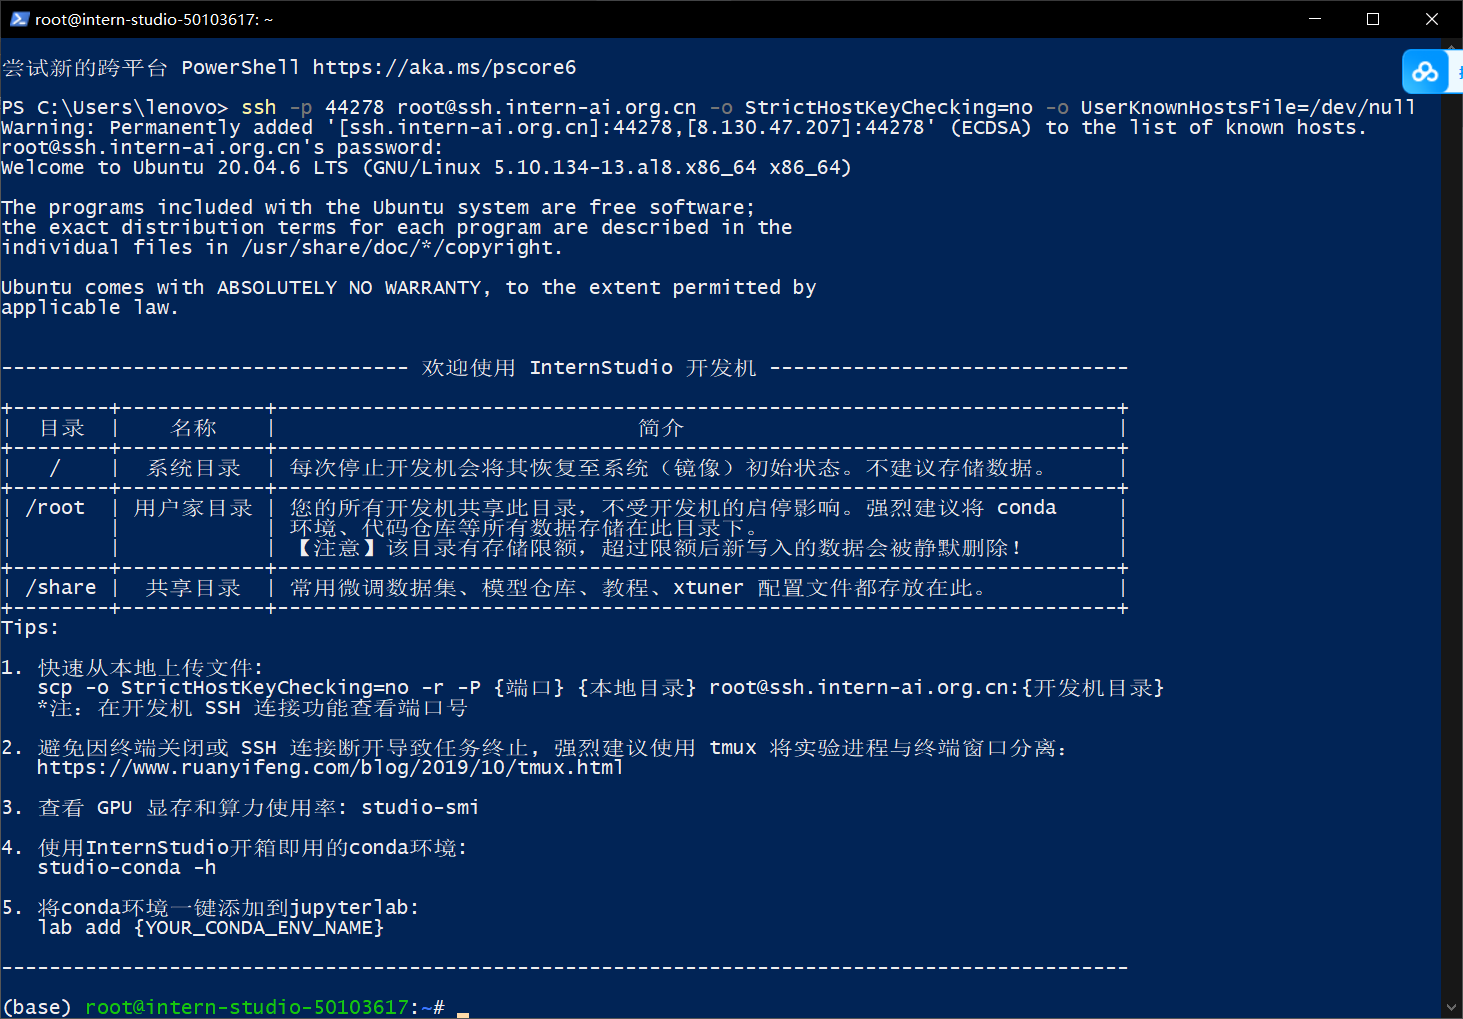 root@intern-studio-50103617: ~
尝试新的跨平台 PowerShell https://aka.ms/pscore6
PS C:\Users\lenovo> ssh -p 44278 root@ssh.intern-ai.org.cn -o StrictHostKeyChecking=no -o UserKnownHostsFile=/dev/null
Warning: Permanently added '[ssh.intern-ai.org.cn]:44278,[8.130.47.207]:44278' (ECDSA) to the list of known hosts.
root@ssh.intern-ai.org.cn's password:
Welcome to Ubuntu 20.04.6 LTS (GNU/Linux 5.10.134-13.al8.x86_64 x86_64)
The programs included with the Ubuntu system are free software;
the exact distribution terms for each program are described in the
individual files in /usr/share/doc/*/copyright.
Ubuntu comes with ABSOLUTELY NO WARRANTY, to the extent permitted by
applicable law.
---------------------------------- 欢迎使用 InternStudio 开发机 ------------------------------
+--------+------------+----------------------------------------------------------------------+
| 目录 | 名称 | 简介 |
+--------+------------+----------------------------------------------------------------------+
| / | 系统目录 | 每次停止开发机会将其恢复至系统（镜像）初始状态。不建议存储数据。 |
+--------+------------+----------------------------------------------------------------------+
| /root | 用户家目录 | 您的所有开发机共享此目录，不受开发机的启停影响。强烈建议将 conda |
| | | 环境、代码仓库等所有数据存储在此目录下。 |
| | | 【注意】该目录有存储限额，超过限额后新写入的数据会被静默删除！ |
+--------+------------+----------------------------------------------------------------------+
| /share | 共享目录 | 常用微调数据集、模型仓库、教程、xtuner 配置文件都存放在此。 |
+--------+------------+----------------------------------------------------------------------+
Tips:
1. 快速从本地上传文件:
scp -o StrictHostKeyChecking=no -r -P {端口} {本地目录} root@ssh.intern-ai.org.cn:{开发机目录}
*注：在开发机 SSH 连接功能查看端口号
2. 避免因终端关闭或 SSH 连接断开导致任务终止，强烈建议使用 tmux 将实验进程与终端窗口分离：
https://www.ruanyifeng.com/blog/2019/10/tmux.html
3. 查看 GPU 显存和算力使用率: studio-smi
4. 使用InternStudio开箱即用的conda环境:
studio-conda -h
5. 将conda环境一键添加到jupyterlab:
lab add {YOUR_CONDA_ENV_NAME}
----------------------------------------------------------------------------------------------
(base) root@intern-studio-50103617:~#